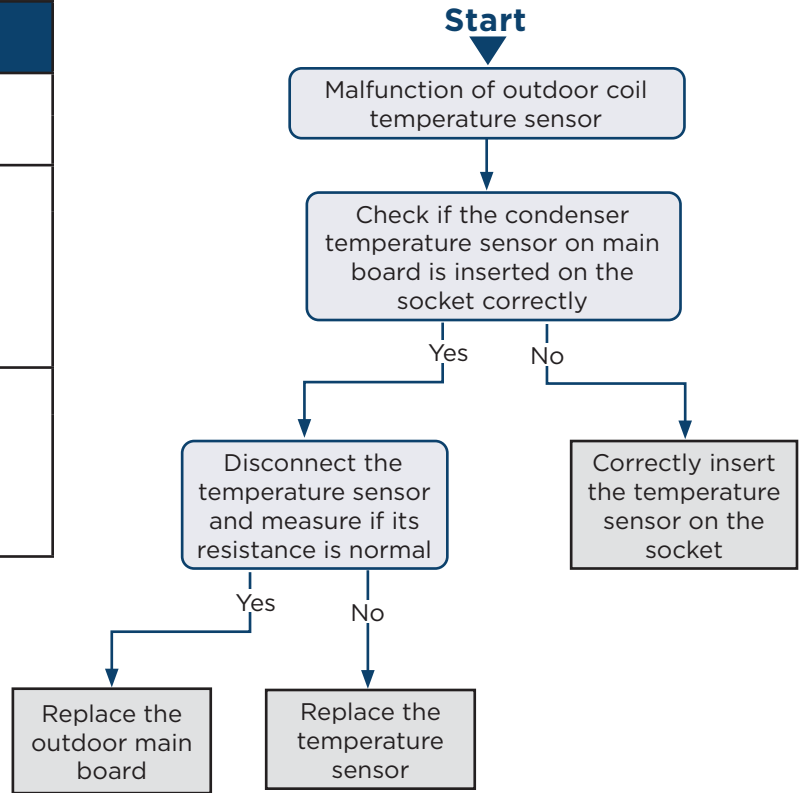 Start
Malfunction of outdoor coil
temperature sensor
Check if the condenser
temperature sensor on main
board is inserted on the
socket correctly
Yes
No
Disconnect the
temperature sensor
and measure if its
resistance is normal
Correctly insert
the temperature
sensor on the
socket
Yes
No
Replace the
outdoor main
board
Replace the
temperature
sensor